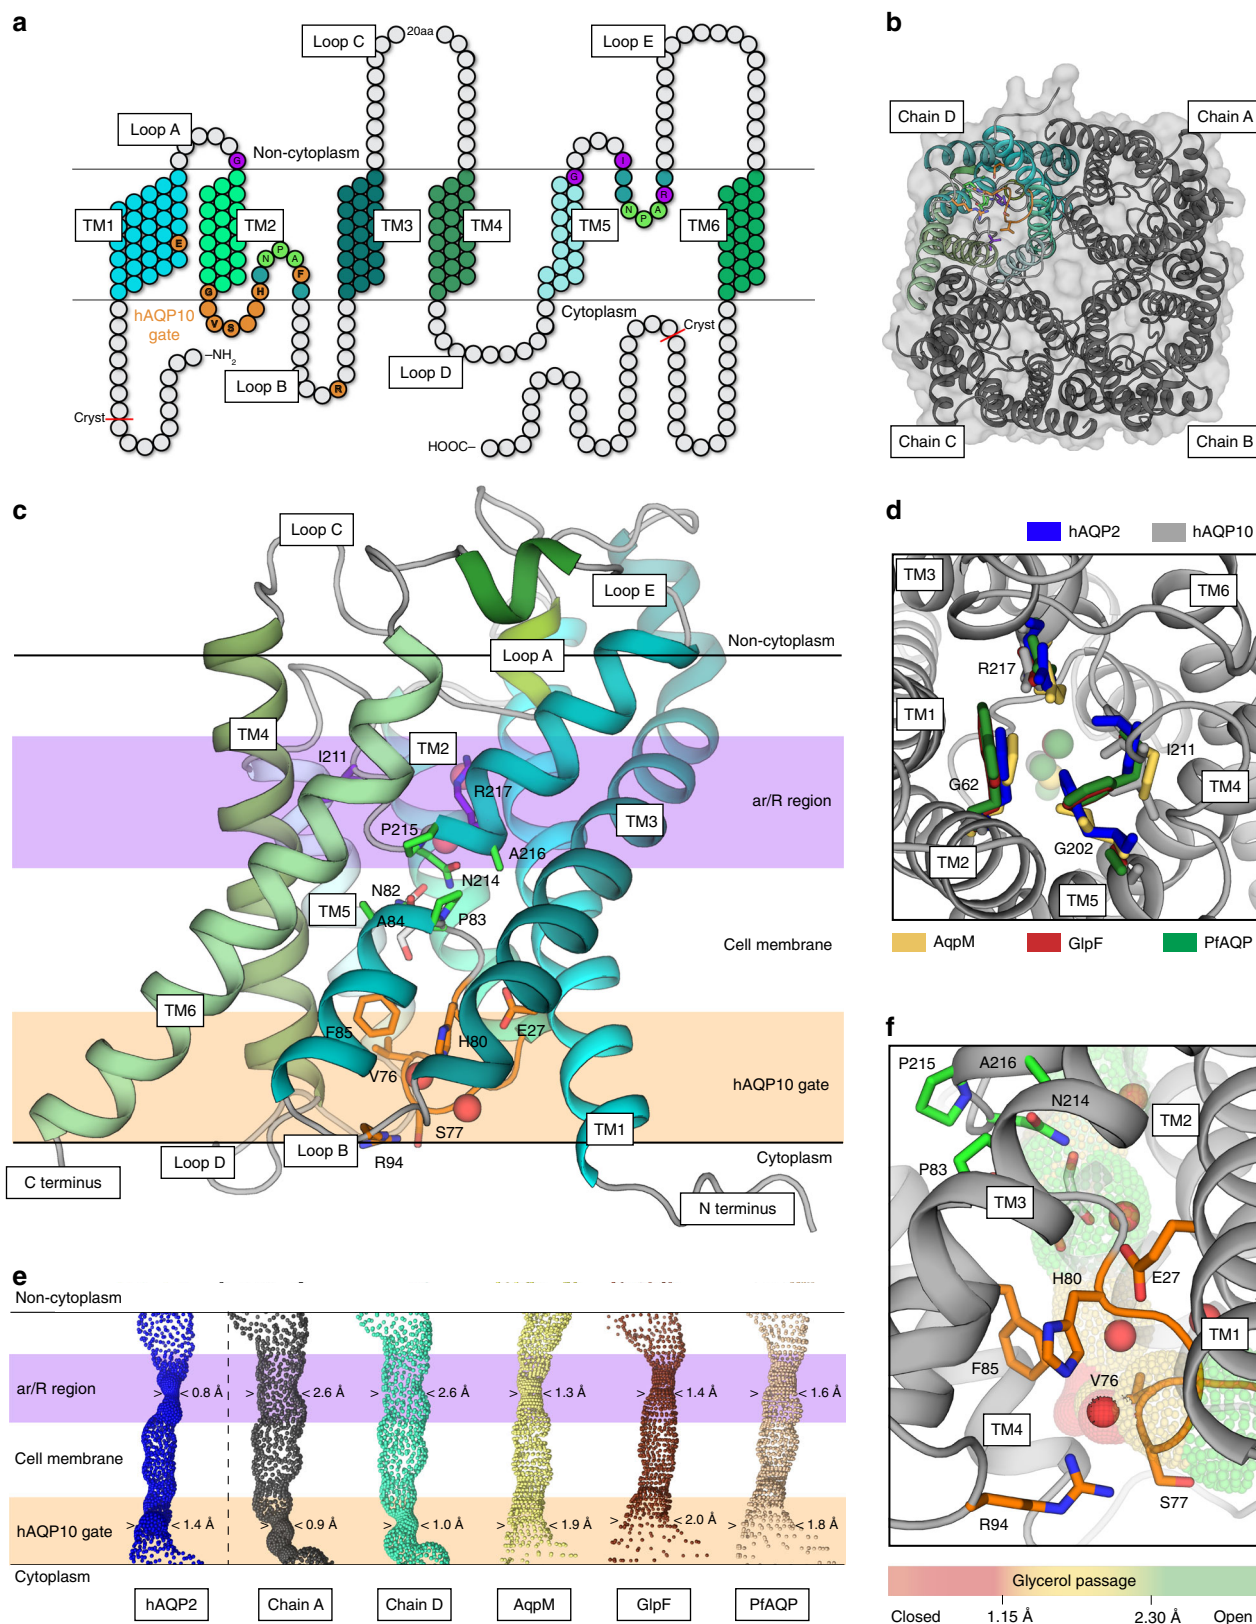 a
Loop A
Loop C
20aa
Loop E
Non-cytoplasm
G
I
G
R
TM1
TM2
TM3
TM4
TM5
TM6
E
N
P
A
F
N
P
A
G
V
S
H
hAQP10
gate
–NH2
Loop B
R
Cytoplasm
Loop D
Cryst
Cryst
HOOC–
b
Chain D
Chain A
Chain C
Chain B
c
Loop C
Loop E
Non-cytoplasm
Loop A
TM4
TM2
I211
R217
ar/R region
TM3
P215
A216
N214
N82
TM5
A84
P83
Cell membrane
TM6
F85
H80
E27
V76
hAQP10 gate
S77
TM1
Loop B
Loop D
R94
Cytoplasm
C terminus
N terminus
d
hAQP2
hAQP10
TM3
TM6
R217
TM1
I211
G62
TM4
TM2
G202
TM5
AqpM
GlpF
PfAQP
e
Non-cytoplasm
ar/R region
> < 0.8 Å
> < 2.6 Å
> < 2.6 Å
> < 1.3 Å
> < 1.4 Å
> < 1.6 Å
Cell membrane
hAQP10 gate
> < 1.4 Å
> < 0.9 Å
> < 1.0 Å
> < 1.9 Å
> < 2.0 Å
> < 1.8 Å
Cytoplasm
hAQP2
Chain A
Chain D
AqpM
GlpF
PfAQP
f
P215
A216
N214
TM2
P83
TM3
H80
E27
TM1
F85
V76
TM4
S77
R94
Glycerol passage
Closed
1.15 Å
2.30 Å
Open